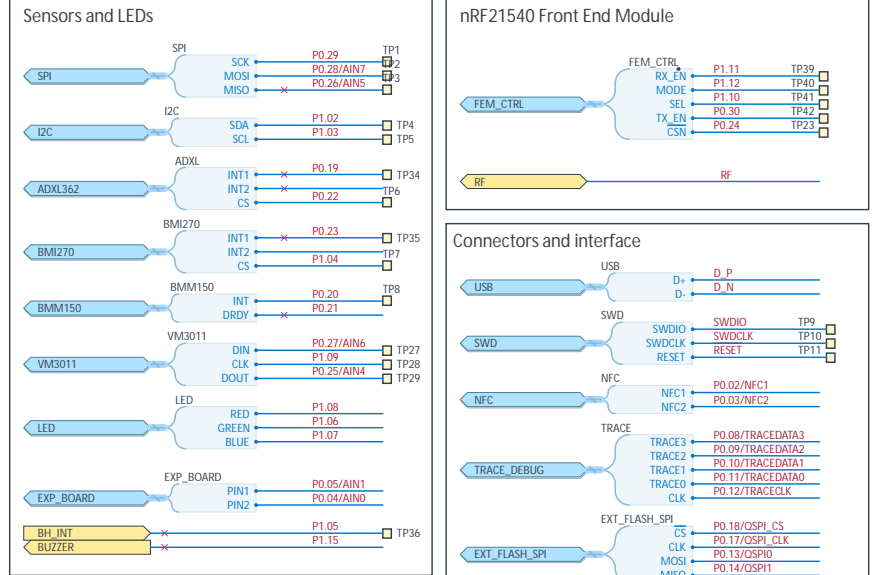 Sensors and LEDs
SPI
SPI
SCK P0.29 TP1
MOSI P0.28/AIN7 TP2
MISO P0.26/AIN5 TP3
I2C
I2C
SDA P1.02 TP4
SCL P1.03 TP5
ADXL
ADXL362
INT1 P0.19 TP34
INT2
CS P0.22 TP6
BMI270
BMI270
INT1 P0.23 TP35
INT2
CS P1.04 TP7
BMM150
BMM150
INT P0.20 TP8
DRDY P0.21
VM3011
VM3011
DIN P0.27/AIN6 TP27
CLK P1.09 TP28
DOUT P0.25/AIN4 TP29
LED
LED
RED P1.08
GREEN P1.06
BLUE P1.07
EXP_BOARD
EXP_BOARD
PIN1 P0.05/AIN1
PIN2 P0.04/AIN0
BH_INT P1.05 TP36
BUZZER P1.15
nRF21540 Front End Module
FEM_CTRL
FEM_CTRL
RX_EN P1.11 TP39
MODE P1.12 TP40
SEL P1.10 TP41
TX_EN P0.30 TP42
CSN P0.24 TP23
RF RF
Connectors and interface
USB
USB
D+ D_P
D- D_N
SWD
SWD
SWDIO SWDIO TP9
SWDCLK SWDCLK TP10
RESET RESET TP11
NFC
NFC
NFC1 P0.02/NFC1
NFC2 P0.03/NFC2
TRACE
TRACE_DEBUG
TRACE3 P0.08/TRACEDATA3
TRACE2 P0.09/TRACEDATA2
TRACE1 P0.10/TRACEDATA1
TRACE0 P0.11/TRACEDATA0
CLK P0.12/TRACECLK
EXT_FLASH_SPI
EXT_FLASH_SPI
CS P0.18/QSPI_CS
CLK P0.17/QSPI_CLK
MOSI P0.13/QSPI0
MISO P0.14/QSPI1